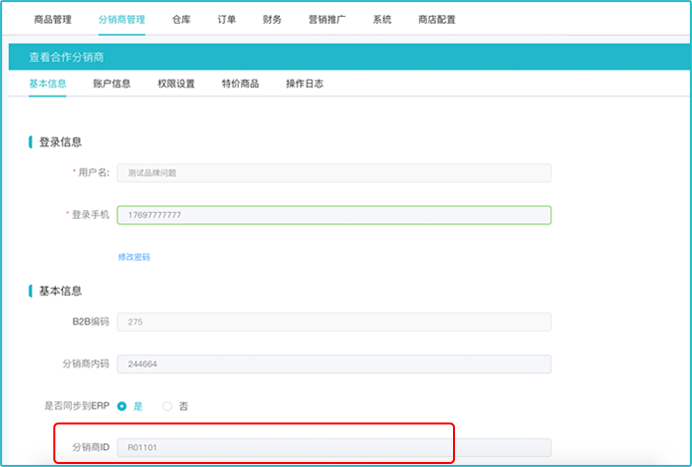 商品管理 分销商管理 仓库 订单 财务 营销推广 系统 商店配置
查看合作分销商
基本信息 账户信息 权限设置 特价商品 操作日志
登录信息
* 用户名: 测试品牌问题
* 登录手机 17697777777
修改密码
基本信息
B2B编码 275
分销商内码 244664
是否同步到ERP 是 否
分销商ID R01101